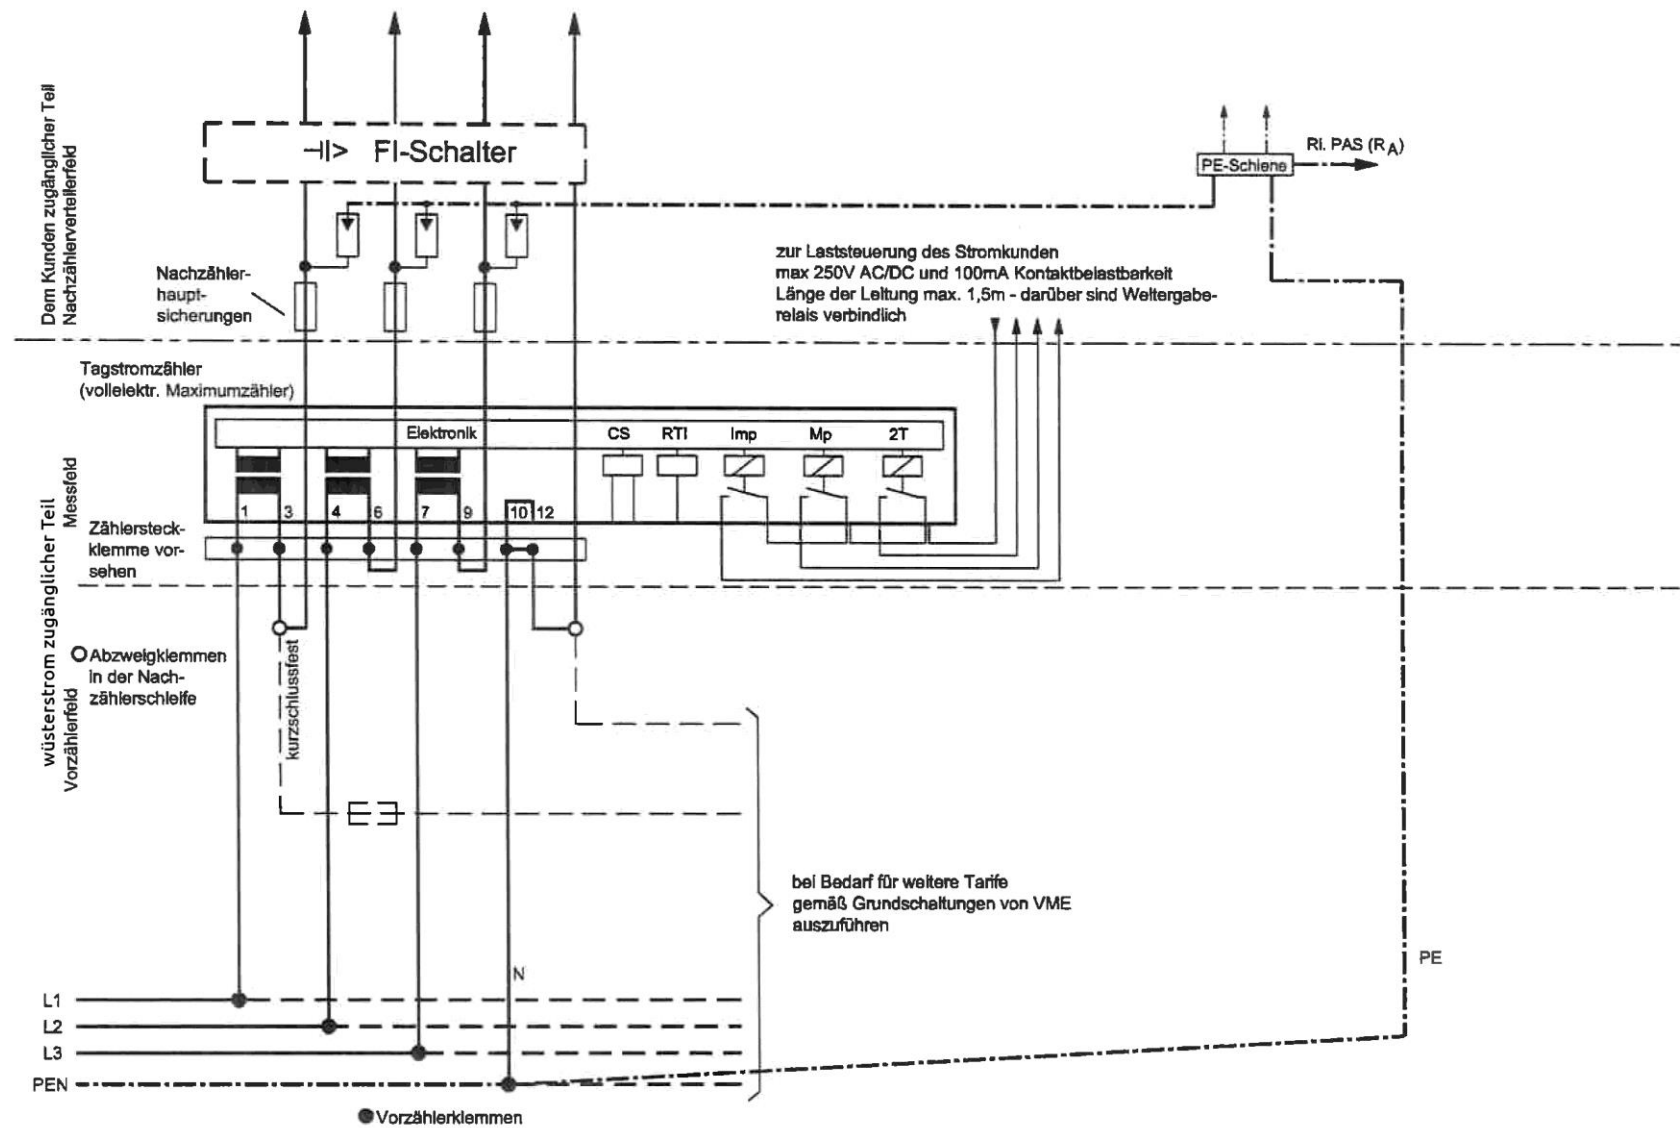 Dem Kunden zugänglicher Teil
Nachzählerverteilerfeld
FI-Schalter
PE-Schiene
RI. PAS (RA)
Nachzähler-
haupt-
sicherungen
zur Laststeuerung des Stromkunden
max 250V AC/DC und 100mA Kontaktbelastbarkeit
Länge der Leitung max. 1,5m - darüber sind Weitergabe-
relais verbindlich
Tagstromzähler
(vollelektr. Maximumzähler)
Elektronik
CS
RTI
Imp
Mp
2T
1
3
4
6
7
9
10
12
Messfeld
Zählersteck-
klemme vor-
sehen
wüsterstrom zugänglicher Teil
Vorzählerfeld
Abzweigklemmen
in der Nach-
zählerschleife
kurzschlussfest
bei Bedarf für weitere Tarife
gemäß Grundschaltungen von VME
auszuführen
N
PE
L1
L2
L3
PEN
Vorzählerklemmen